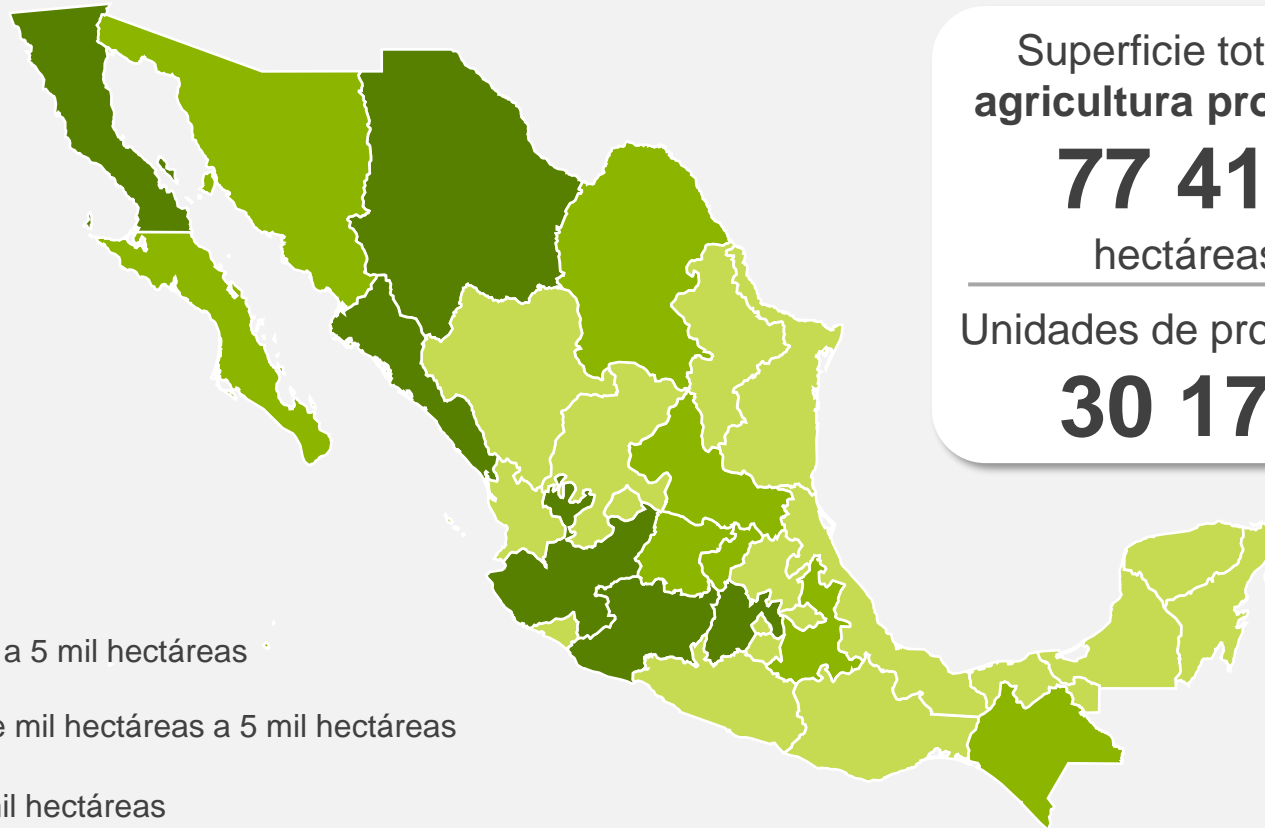 Superficie tot
agricultura pro
77 41
hectáreas
Unidades de pro
30 17
a 5 mil hectáreas
e mil hectáreas a 5 mil hectáreas
il hectáreas